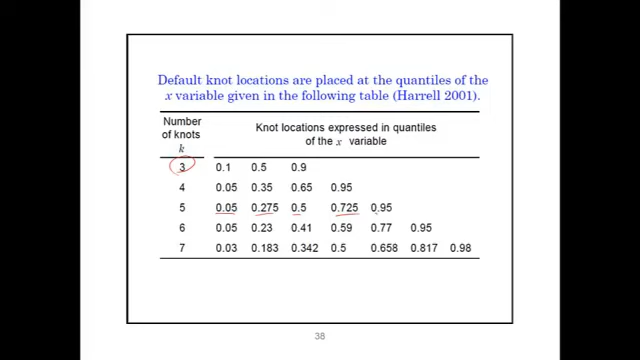 Default knot locations are placed at the quantiles of the
x variable given in the following table (Harrell 2001).
Number of knots k
Knot locations expressed in quantiles of the x variable
3 0.1 0.5 0.9
4 0.05 0.35 0.65 0.95
5 0.05 0.275 0.5 0.725 0.95
6 0.05 0.23 0.41 0.59 0.77 0.95
7 0.03 0.183 0.342 0.5 0.658 0.817 0.98
38